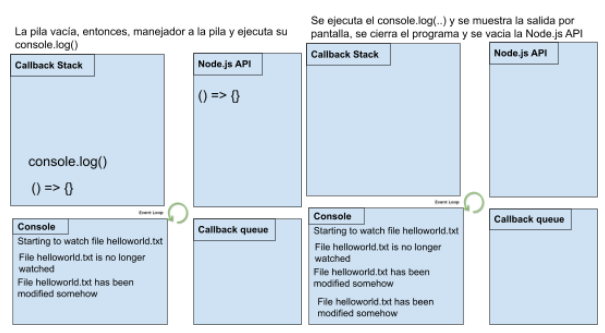 La pila vacía, entonces, manejador a la pila y ejecuta su
console.log()
Callback Stack
Node.js API
() => {}
console.log()
() => {}
Event Loop
Console
Starting to watch file helloworld.txt
File helloworld.txt is no longer
watched
File helloworld.txt has been
modified somehow
Callback queue
Se ejecuta el console.log(..) y se muestra la salida por
pantalla, se cierra el programa y se vacia la Node.js API
Callback Stack
Node.js API
Event Loop
Console
Starting to watch file helloworld.txt
File helloworld.txt is no longer
watched
File helloworld.txt has been
modified somehow
File helloworld.txt has been
modified somehow
Callback queue